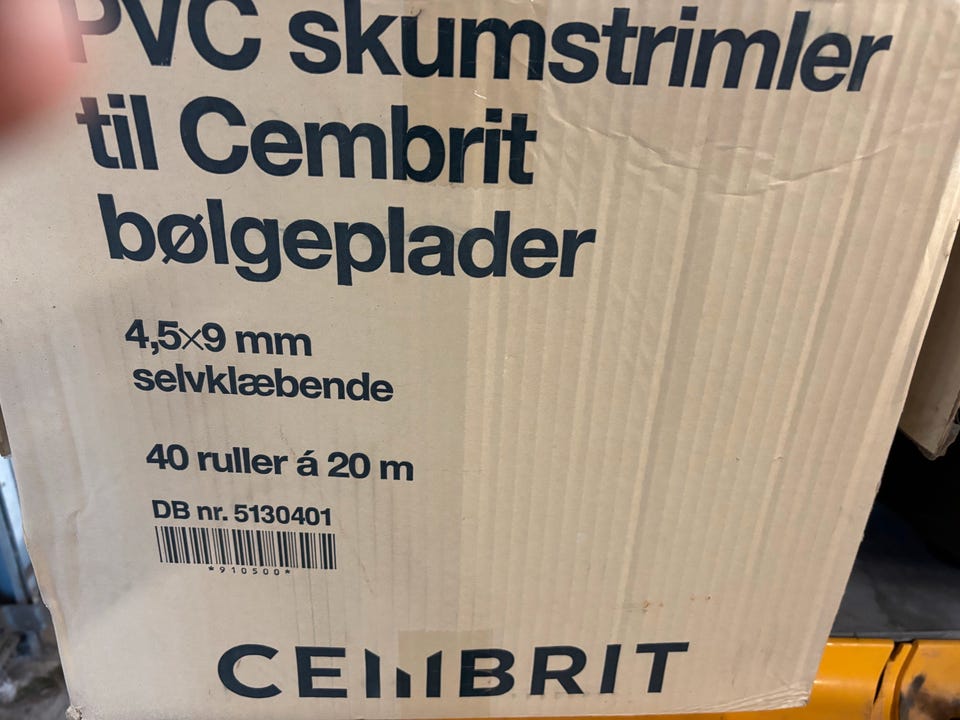 PVC skumstrimler
til Cembrit
bølgeplader
4,5×9 mm
selvklæbende
40 ruller á 20 m
DB nr. 5130401
*910500*
CEMBRIT